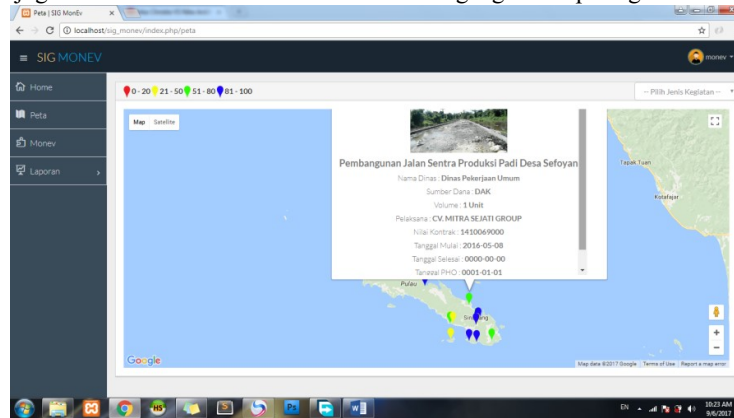 Peta | SIG MonEv
localhost/sig_monev/index.php/peta
SIG MONEV
monev
Home
Peta
Monev
Laporan
0 - 20 21 - 50 51 - 80 81 - 100
-- Pilih Jenis Kegiatan --
Map Satellite
Pembangunan Jalan Sentra Produksi Padi Desa Sefoyan
Nama Dinas : Dinas Pekerjaan Umum
Sumber Dana : DAK
Volume : 1 Unit
Pelaksana : CV. MITRA SEJATI GROUP
Nilai Kontrak : 1410069000
Tanggal Mulai : 2016-05-08
Tanggal Selesai : 0000-00-00
Tanggal PHO : 0001-01-01
Tapak Tuan
Kutafajar
Pulau
Google
Map data ©2017 Google Terms of Use Report a map error
EN
10:23 AM
9/6/2017